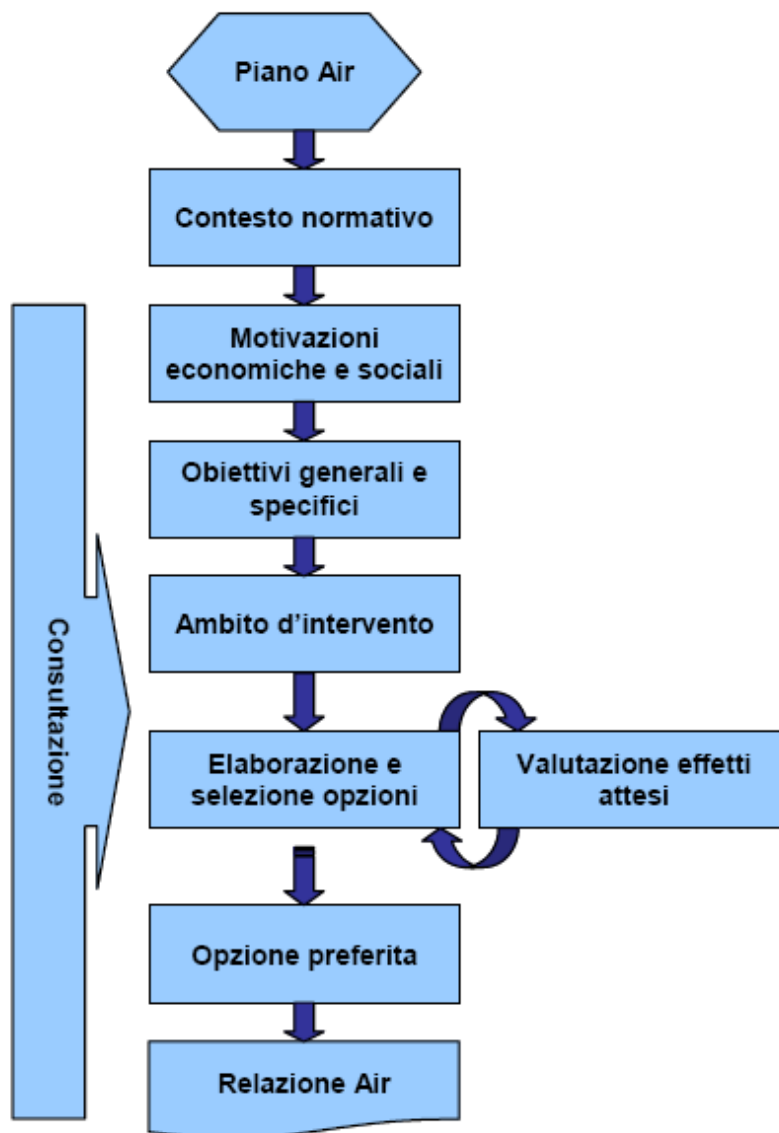 Piano Air
Contesto normativo
Motivazioni
economiche e sociali
Obiettivi generali e
specifici
Ambito d'intervento
Consultazione
Elaborazione e
selezione opzioni
Valutazione effetti
attesi
Opzione preferita
Relazione Air